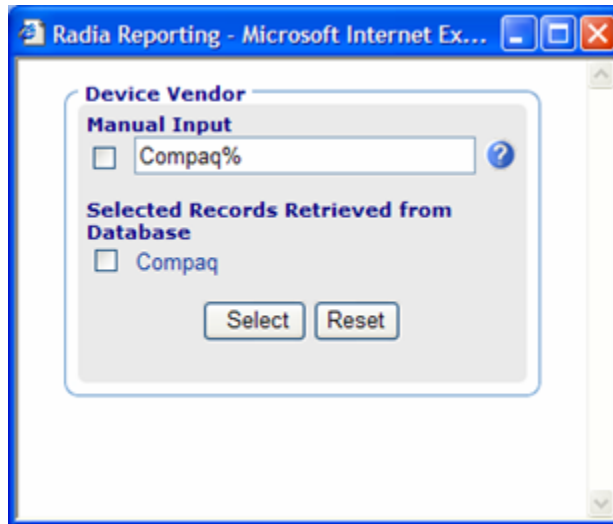 Radia Reporting - Microsoft Internet Ex...
Device Vendor
Manual Input
Compaq%
?
Selected Records Retrieved from
Database
Compaq
Select Reset